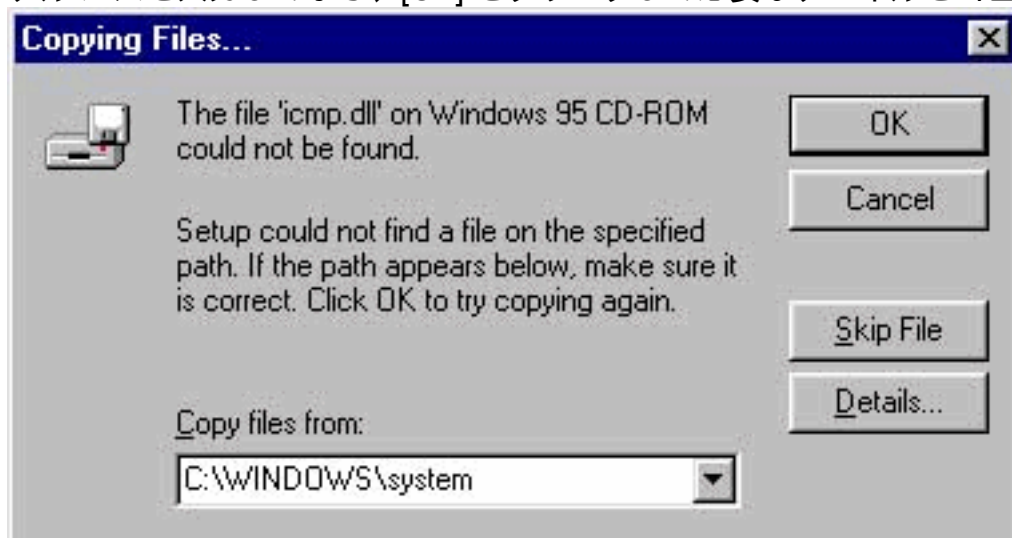 Copying Files...
The file 'icmp.dll' on Windows 95 CD-ROM
could not be found.
Setup could not find a file on the specified
path. If the path appears below, make sure it
is correct. Click OK to try copying again.
Copy files from:
C:\WINDOWS\system
OK
Cancel
Skip File
Details...